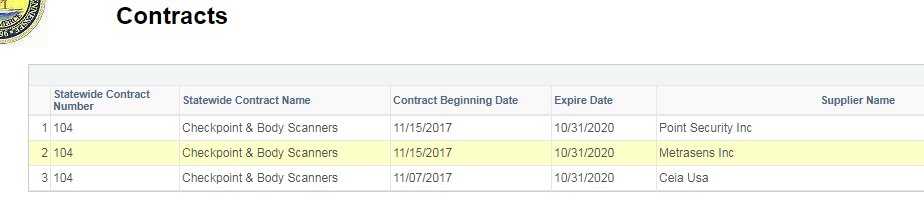 Contracts
Statewide Contract Number Statewide Contract Name Contract Beginning Date Expire Date Supplier Name
1 104 Checkpoint & Body Scanners 11/15/2017 10/31/2020 Point Security Inc
2 104 Checkpoint & Body Scanners 11/15/2017 10/31/2020 Metrasens Inc
3 104 Checkpoint & Body Scanners 11/07/2017 10/31/2020 Ceia Usa